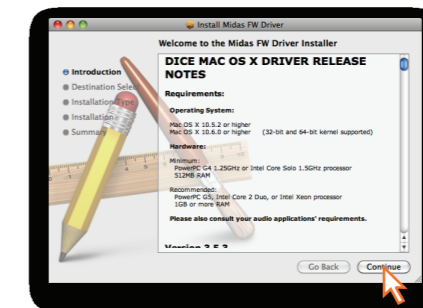 Install Midas FW Driver
Welcome to the Midas FW Driver Installer
Introduction
Destination Select
Installation Type
Installation
Summary
DICE MAC OS X DRIVER RELEASE
NOTES
Requirements:
Operating System:
Mac OS X 10.5.2 or higher
Mac OS X 10.6.0 or higher (32-bit and 64-bit kernel supported)
Hardware:
Minimum:
PowerPC G4 1.25GHz or Intel Core Solo 1.5GHz processor
512MB RAM
Recommended:
PowerPC G5, Intel Core 2 Duo, or Intel Xeon processor
1GB or more RAM
Please also consult your audio applications' requirements.
Version 3.5.3
Go Back
Continue